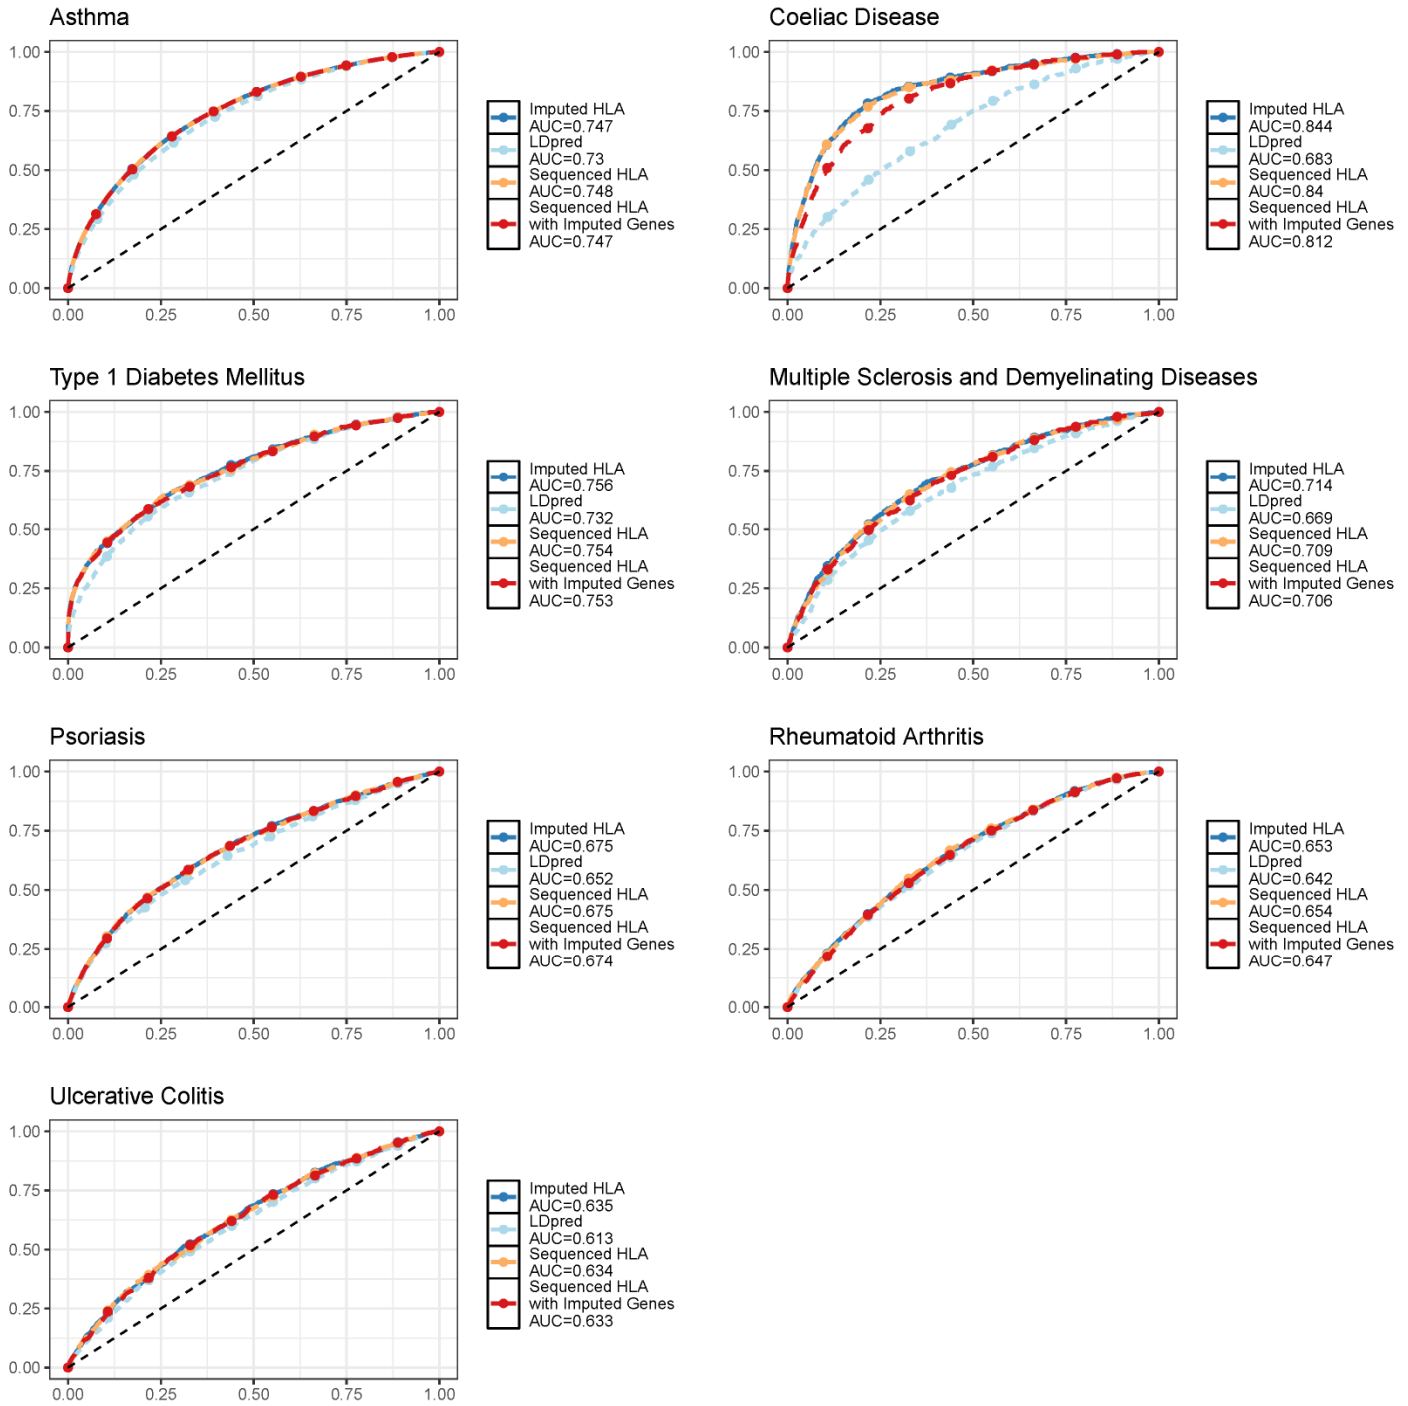 Asthma
1.00
0.75
0.50
0.25
0.00
0.00 0.25 0.50 0.75 1.00
Imputed HLA
AUC=0.747
LDpred
AUC=0.73
Sequenced HLA
AUC=0.748
Sequenced HLA
with Imputed Genes
AUC=0.747
Coeliac Disease
1.00
0.75
0.50
0.25
0.00
0.00 0.25 0.50 0.75 1.00
Imputed HLA
AUC=0.844
LDpred
AUC=0.683
Sequenced HLA
AUC=0.84
Sequenced HLA
with Imputed Genes
AUC=0.812
Type 1 Diabetes Mellitus
1.00
0.75
0.50
0.25
0.00
0.00 0.25 0.50 0.75 1.00
Imputed HLA
AUC=0.756
LDpred
AUC=0.732
Sequenced HLA
AUC=0.754
Sequenced HLA
with Imputed Genes
AUC=0.753
Multiple Sclerosis and Demyelinating Diseases
1.00
0.75
0.50
0.25
0.00
0.00 0.25 0.50 0.75 1.00
Imputed HLA
AUC=0.714
LDpred
AUC=0.669
Sequenced HLA
AUC=0.709
Sequenced HLA
with Imputed Genes
AUC=0.706
Psoriasis
1.00
0.75
0.50
0.25
0.00
0.00 0.25 0.50 0.75 1.00
Imputed HLA
AUC=0.675
LDpred
AUC=0.652
Sequenced HLA
AUC=0.675
Sequenced HLA
with Imputed Genes
AUC=0.674
Rheumatoid Arthritis
1.00
0.75
0.50
0.25
0.00
0.00 0.25 0.50 0.75 1.00
Imputed HLA
AUC=0.653
LDpred
AUC=0.642
Sequenced HLA
AUC=0.654
Sequenced HLA
with Imputed Genes
AUC=0.647
Ulcerative Colitis
1.00
0.75
0.50
0.25
0.00
0.00 0.25 0.50 0.75 1.00
Imputed HLA
AUC=0.635
LDpred
AUC=0.613
Sequenced HLA
AUC=0.634
Sequenced HLA
with Imputed Genes
AUC=0.633